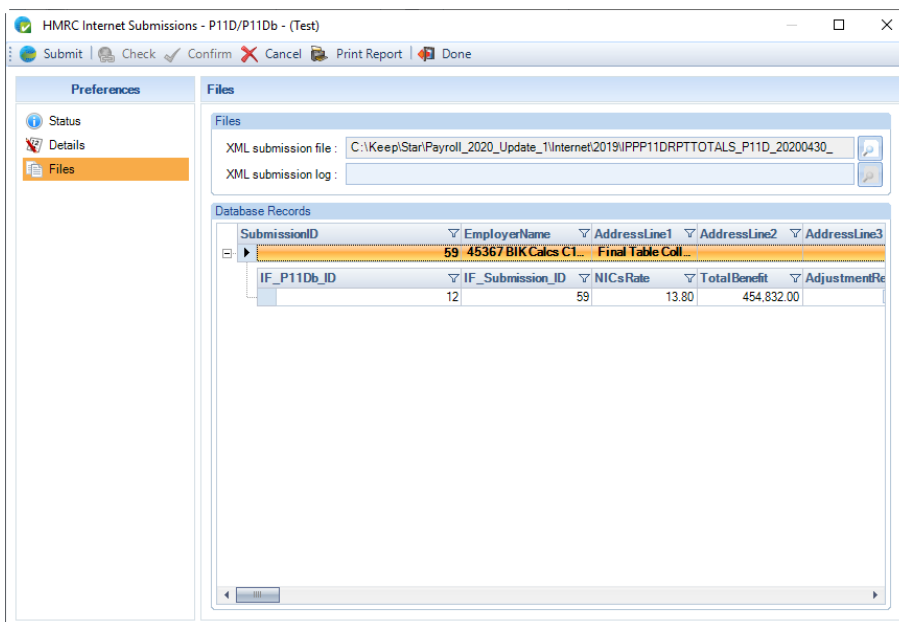 HMRC Internet Submissions - P11D/P11Db - (Test)
Submit Check Confirm Cancel Print Report Done
Preferences
Status
Details
Files
Files
Files
XML submission file : C:\Keep\Star\Payroll_2020_Update_1\Internet\2019\IPPP11DRPTTOTALS_P11D_20200430_
XML submission log :
Database Records
SubmissionID EmployerName AddressLine1 AddressLine2 AddressLine3
59 45367 BIK Calcs C1... Final Table Coll...
IF_P11Db_ID IF_Submission_ID NICsRate TotalBenefit AdjustmentRe
12 59 13.80 454,832.00